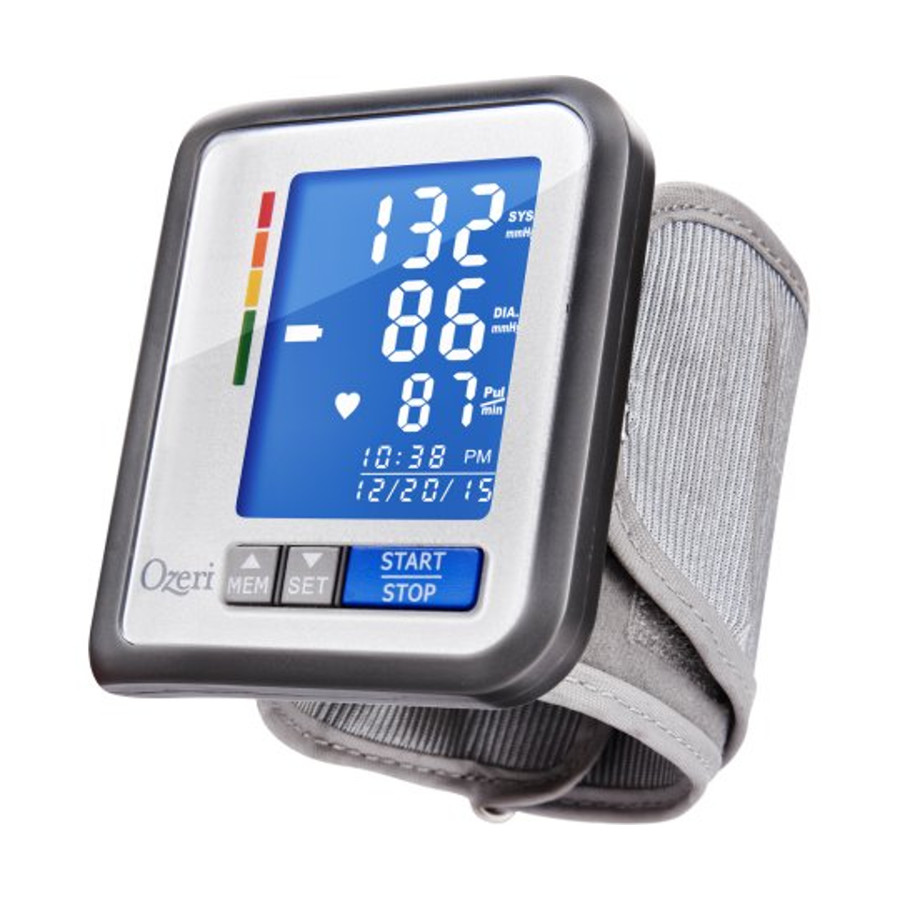 132 SYS
mmHg
86 DIA.
mmHg
87 Pul
min
10:38 PM
12/20/15
Ozeri
MEM
SET
START
STOP